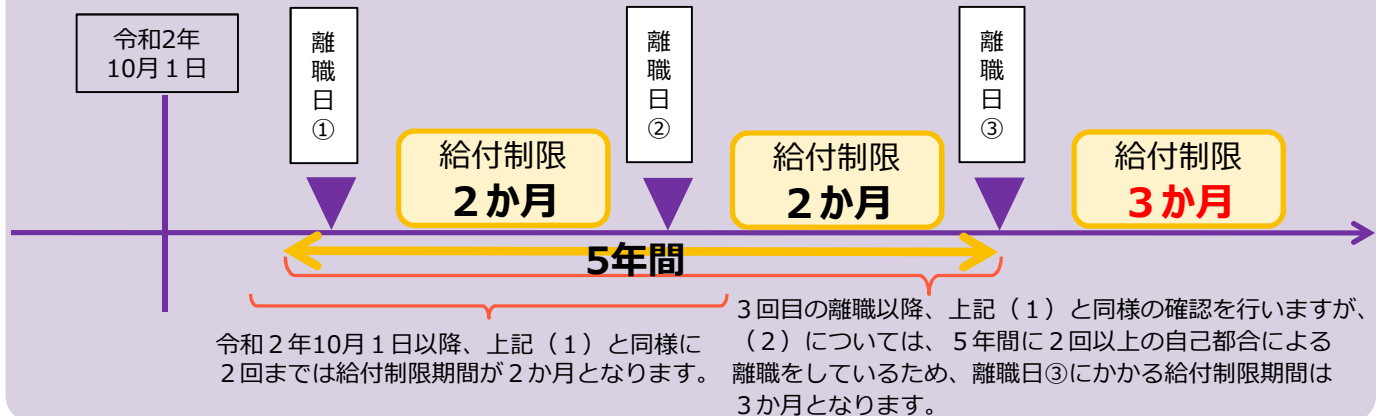 令和2年
10月１日
離職日①
給付制限
２か月
離職日②
給付制限
２か月
離職日③
給付制限
３か月
5年間
令和２年10月１日以降、上記（１）と同様に
２回までは給付制限期間が２か月となります。
３回目の離職以降、上記（１）と同様の確認を行いますが、
（２）については、５年間に２回以上の自己都合による
離職をしているため、離職日③にかかる給付制限期間は
３か月となります。